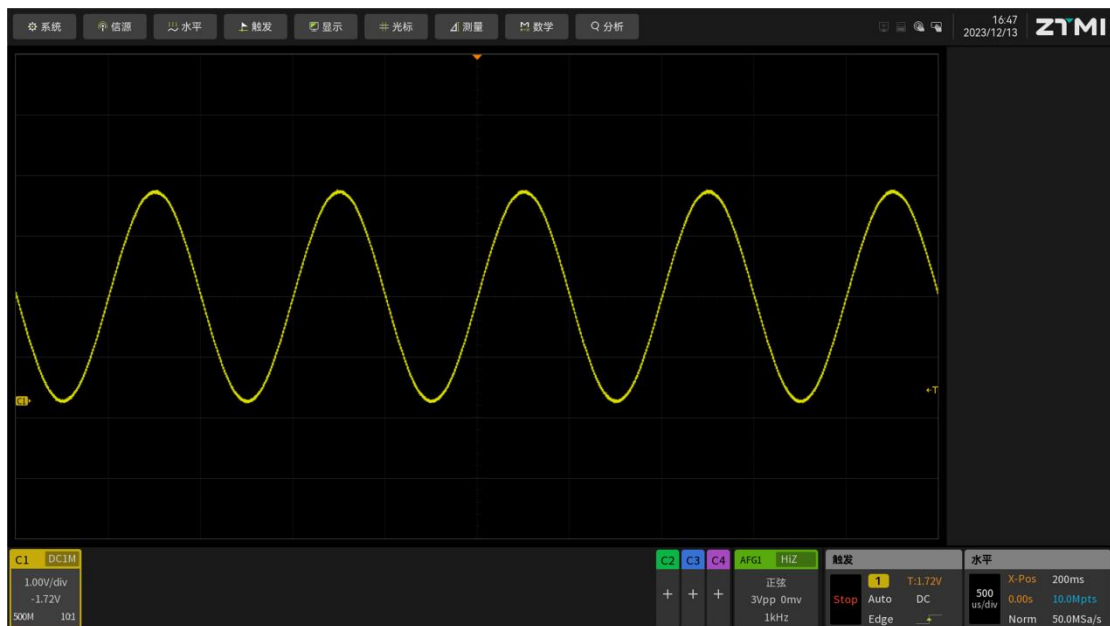 系统 信源 水平 触发 显示 光标 测量 数学 分析
16:47
2023/12/13
ZTMI
C1
T
C1 DC1M
1.00V/div
-1.72V
500M 10:1
C2 C3 C4
+ + +
AFG1 HiZ
正弦
3Vpp 0mv
1kHz
触发
1 T:1.72V
Stop Auto DC
Edge
水平
500 us/div
X-Pos 200ms
0.00s 10.0Mpts
Norm 50.0MSa/s